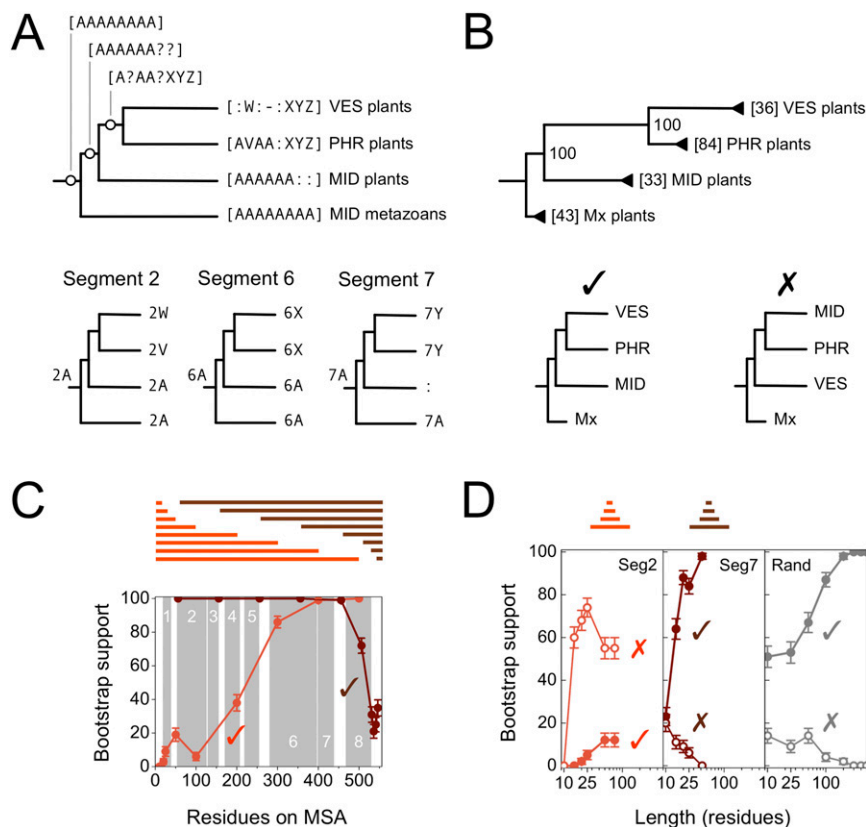 A
[AAAAAAAA]
[AAAAAA??]
[A?AA?XYZ]
[:W:-:XYZ] VES plants
[AVAA:XYZ] PHR plants
[AAAAAA::] MID plants
[AAAAAAAA] MID metazoans
Segment 2
2W
2V
2A
2A
2A
Segment 6
6X
6X
6A
6A
6A
Segment 7
7Y
7Y
7A
:
7A
B
[36] VES plants
100
[84] PHR plants
100
[33] MID plants
[43] Mx plants
✓
VES
PHR
MID
Mx
✗
MID
PHR
VES
Mx
C
Bootstrap support
100
80
60
40
20
0
1 2 3 4 5 6 7 8
✓ ✓
0 100 200 300 400 500
Residues on MSA
D
Bootstrap support
100
80
60
40
20
0
Seg2
✗
✓
Seg7
✓
✗
Rand
✓
✗
10 25 100 10 25 100 10 25 100
Length (residues)